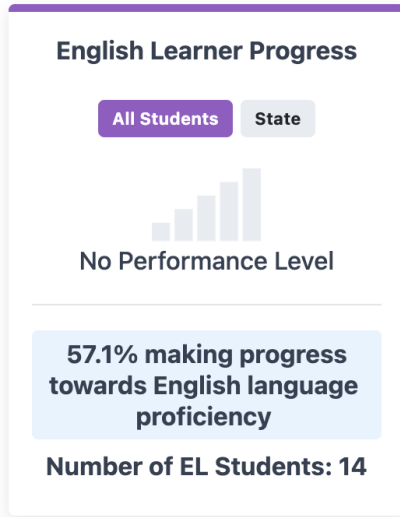 English Learner Progress
All Students State
No Performance Level
57.1% making progress
towards English language
proficiency
Number of EL Students: 14